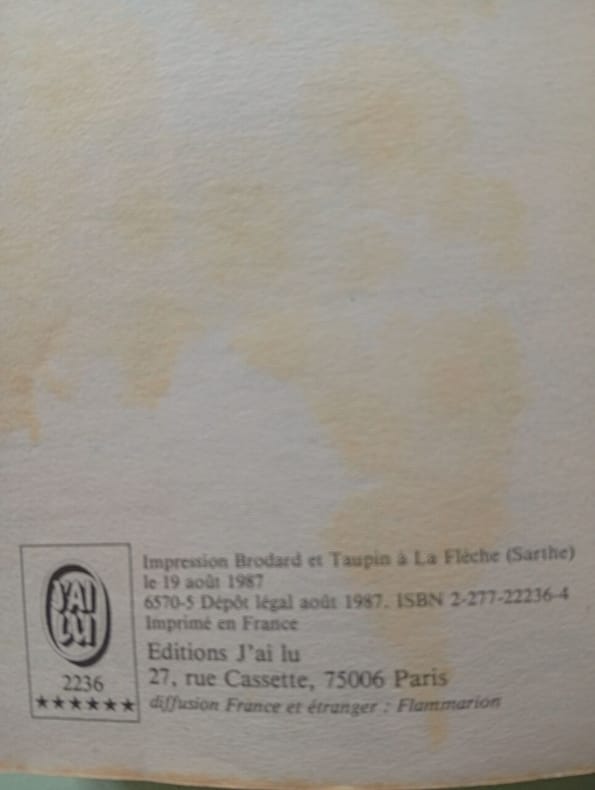 Impression Brodard et Taupin à La Flèche (Sarthe)
le 19 août 1987
6570-5 Dépôt légal août 1987. ISBN 2-277-22236-4
Imprimé en France
Editions J'ai lu
27, rue Cassette, 75006 Paris
diffusion France et étranger : Flammarion
J'AI
LU
2236
★★★★★★